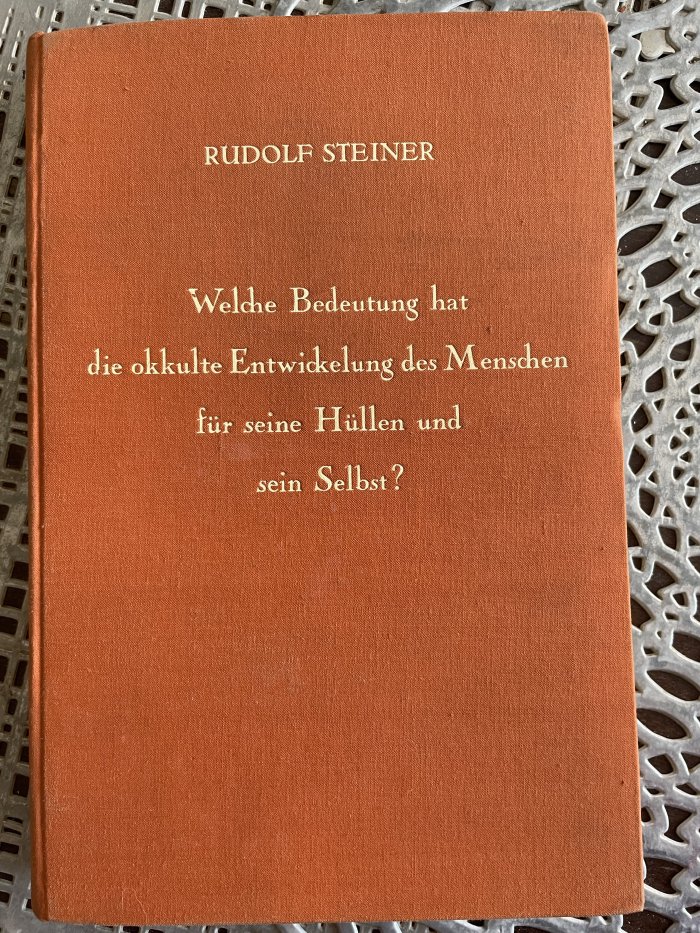 RUDOLF STEINER
Welche Bedeutung hat
die okkulte Entwickelung des Menschen
für seine Hüllen und
sein Selbst?